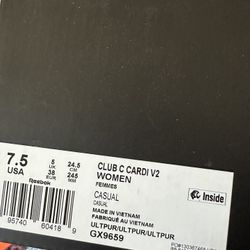 7.5
USA
5
UK
38
EUR
24.5
CM
245
MM
Reebok
CLUB C CARDI V2
WOMEN
FEMMES
CASUAL
CASUAL
MADE IN VIETNAM
FABRIQUÉ AU VIETNAM
ULTPUR/ULTPUR/ULTPUR
GX9659
Inside
95740 60418 9